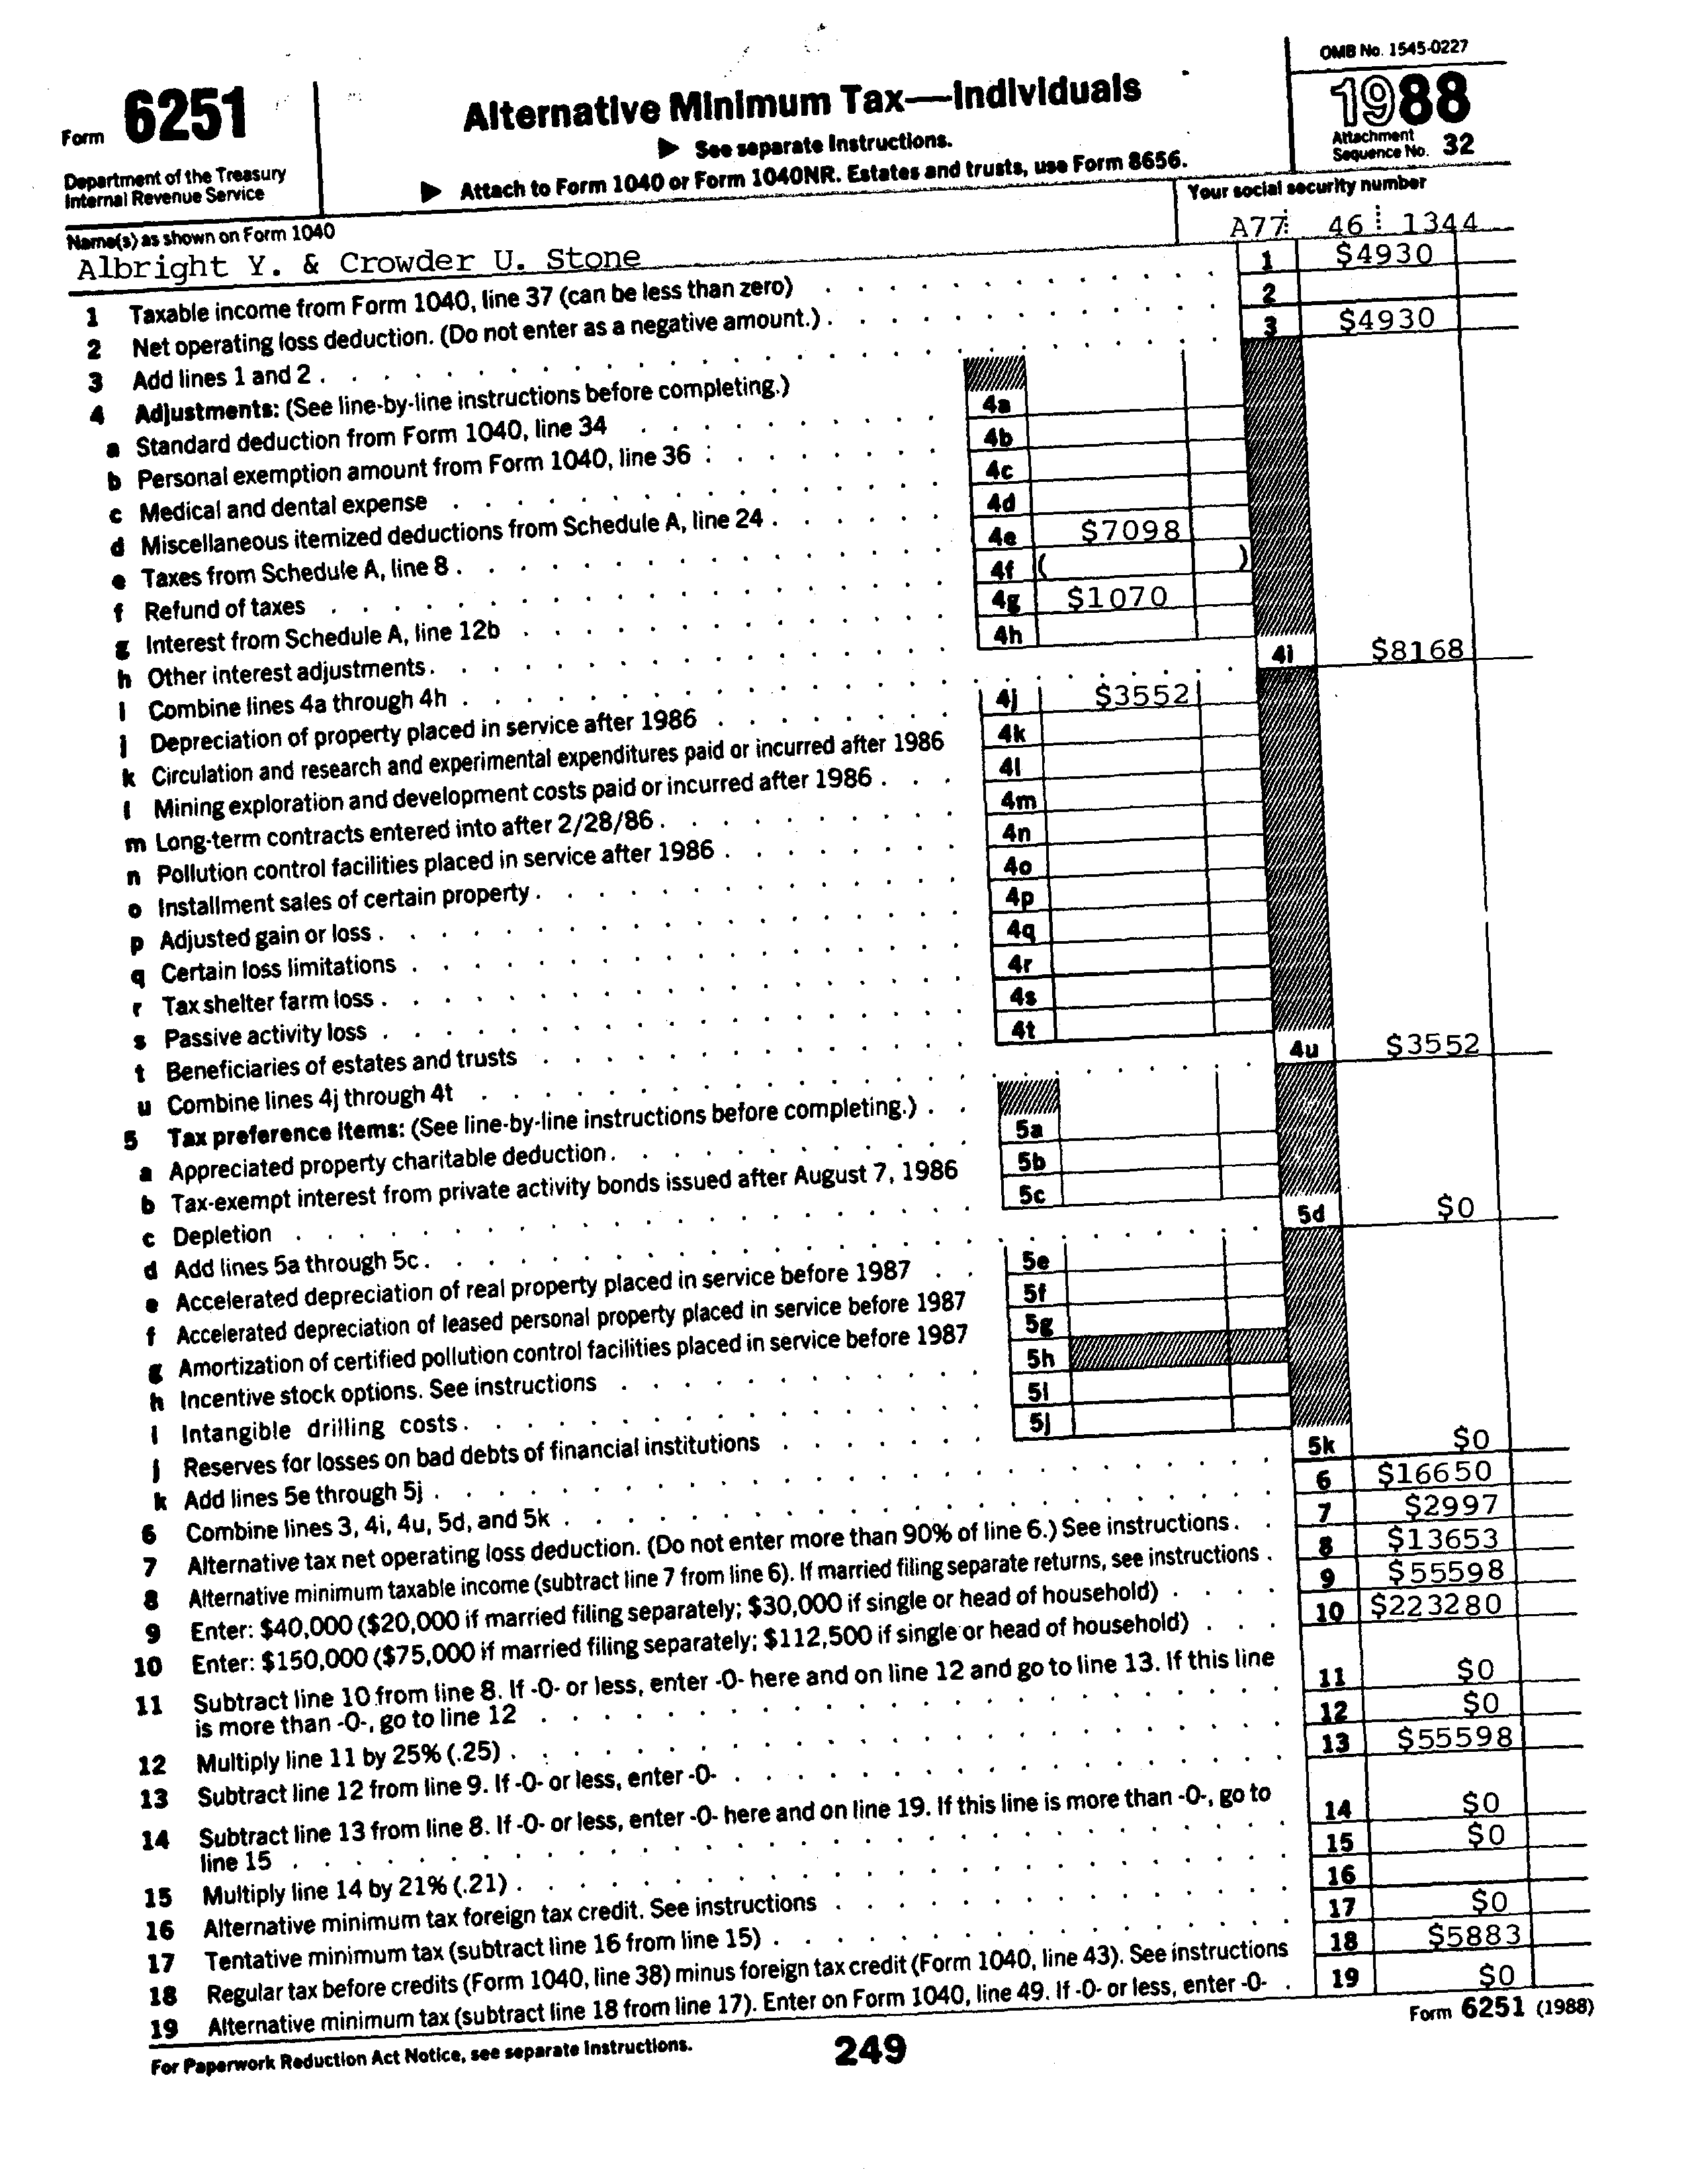 OMB No. 1545-0227
Form 6251
Alternative Minimum Tax—Individuals
1988
▶ See separate Instructions.
▶ Attach to Form 1040 or Form 1040NR. Estates and trusts, use Form 8656.
Attachment
Sequence No. 32
Department of the Treasury
Internal Revenue Service
Name(s) as shown on Form 1040
Your social security number
Albright Y. & Crowder U. Stone
A77 46 1344
1 Taxable income from Form 1040, line 37 (can be less than zero) 1 $4930
2 Net operating loss deduction. (Do not enter as a negative amount.) 2
3 Add lines 1 and 2 3 $4930
4 Adjustments: (See line-by-line instructions before completing.)
a Standard deduction from Form 1040, line 34 4a
b Personal exemption amount from Form 1040, line 36 4b
c Medical and dental expense 4c
d Miscellaneous itemized deductions from Schedule A, line 24 4d
e Taxes from Schedule A, line 8 4e $7098
f Refund of taxes 4f ( )
g Interest from Schedule A, line 12b 4g $1070
h Other interest adjustments 4h
i Combine lines 4a through 4h 4i $8168
j Depreciation of property placed in service after 1986 4j $3552
k Circulation and research and experimental expenditures paid or incurred after 1986 4k
l Mining exploration and development costs paid or incurred after 1986 4l
m Long-term contracts entered into after 2/28/86 4m
n Pollution control facilities placed in service after 1986 4n
o Installment sales of certain property 4o
p Adjusted gain or loss 4p
q Certain loss limitations 4q
r Tax shelter farm loss 4r
s Passive activity loss 4s
t Beneficiaries of estates and trusts 4t
u Combine lines 4j through 4t 4u $3552
5 Tax preference items: (See line-by-line instructions before completing.)
a Appreciated property charitable deduction 5a
b Tax-exempt interest from private activity bonds issued after August 7, 1986 5b
c Depletion 5c
d Add lines 5a through 5c 5d $0
e Accelerated depreciation of real property placed in service before 1987 5e
f Accelerated depreciation of leased personal property placed in service before 1987 5f
g Amortization of certified pollution control facilities placed in service before 1987 5g
h Incentive stock options. See instructions 5h
i Intangible drilling costs 5i
j Reserves for losses on bad debts of financial institutions 5j
k Add lines 5e through 5j 5k $0
6 Combine lines 3, 4i, 4u, 5d, and 5k 6 $16650
7 Alternative tax net operating loss deduction. (Do not enter more than 90% of line 6.) See instructions 7 $2997
8 Alternative minimum taxable income (subtract line 7 from line 6). If married filing separate returns, see instructions 8 $13653
9 Enter: $40,000 ($20,000 if married filing separately; $30,000 if single or head of household) 9 $55598
10 Enter: $150,000 ($75,000 if married filing separately; $112,500 if single or head of household) 10 $223280
11 Subtract line 10 from line 8. If -0- or less, enter -0- here and on line 12 and go to line 13. If this line
is more than -0-, go to line 12 11 $0
12 Multiply line 11 by 25% (.25) 12 $0
13 Subtract line 12 from line 9. If -0- or less, enter -0- 13 $55598
14 Subtract line 13 from line 8. If -0- or less, enter -0- here and on line 19. If this line is more than -0-, go to
line 15 14 $0
15 Multiply line 14 by 21% (.21) 15 $0
16 Alternative minimum tax foreign tax credit. See instructions 16
17 Tentative minimum tax (subtract line 16 from line 15) 17 $0
18 Regular tax before credits (Form 1040, line 38) minus foreign tax credit (Form 1040, line 43). See instructions 18 $5883
19 Alternative minimum tax (subtract line 18 from line 17). Enter on Form 1040, line 49. If -0- or less, enter -0- 19 $0
For Paperwork Reduction Act Notice, see separate Instructions.
249
Form 6251 (1988)